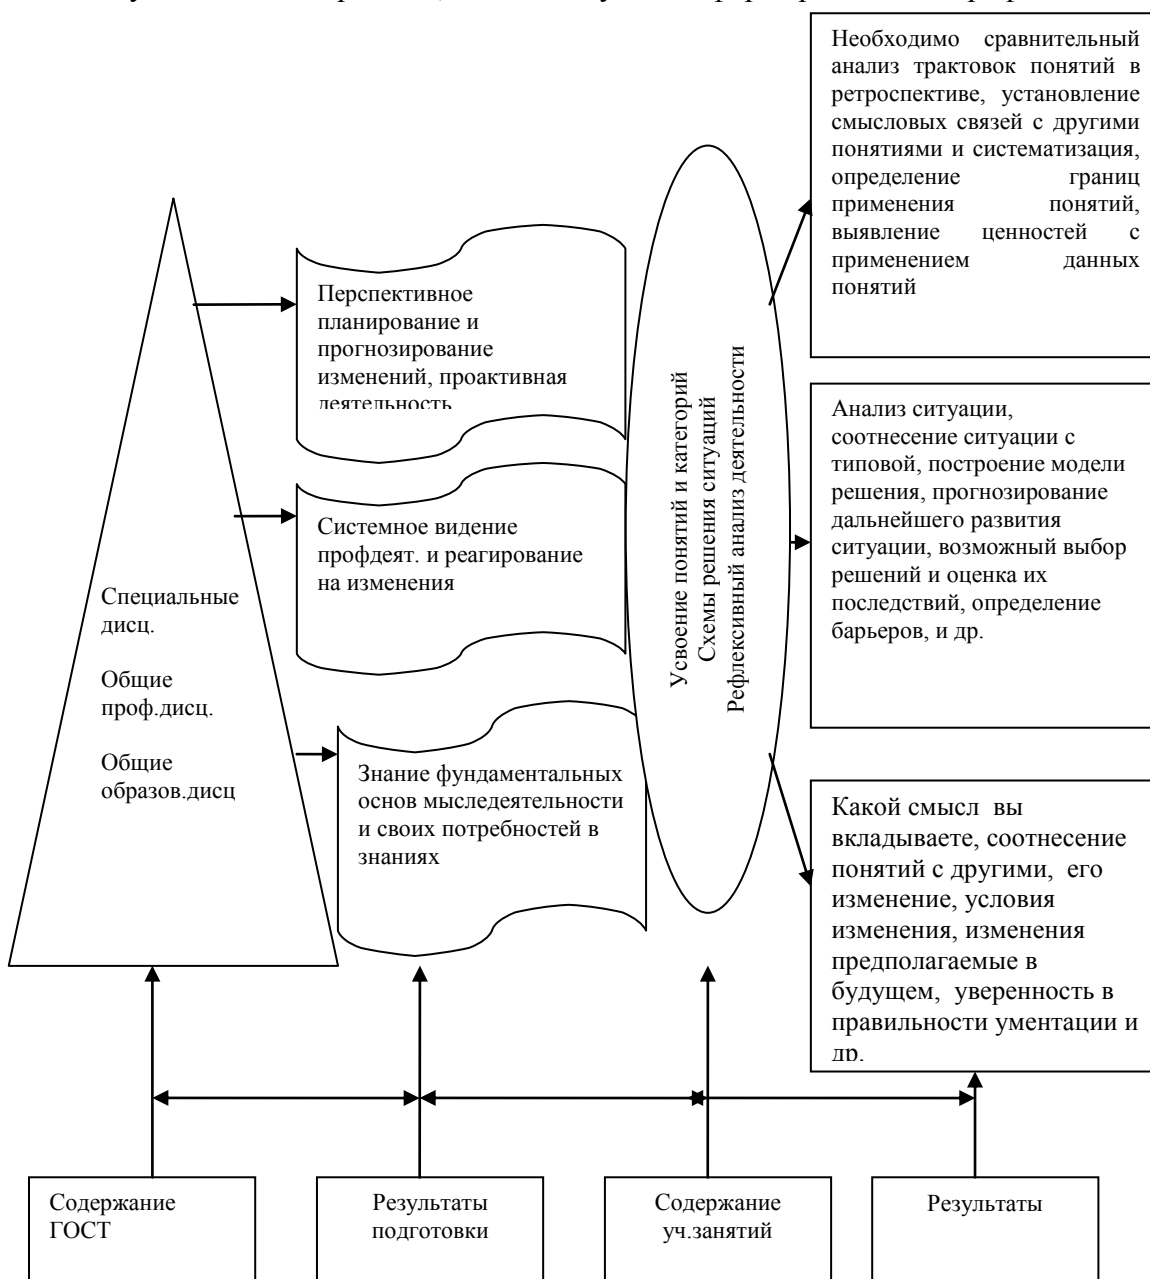 Необходимо сравнительный
анализ трактовок понятий в
ретроспективе, установление
смысловых связей с другими
понятиями и систематизация,
определение границ
применения понятий,
выявление ценностей с
применением данных
понятий
Перспективное
планирование и
прогнозирование
изменений, проактивная
деятельность
Усвоение понятий и категорий
Схемы решения ситуаций
Рефлексивный анализ деятельности
Анализ ситуации,
соотнесение ситуации с
типовой, построение модели
решения, прогнозирование
дальнейшего развития
ситуации, возможный выбор
решений и оценка их
последствий, определение
барьеров, и др.
Системное видение
профдеят. и реагирование
на изменения
Специальные
дисц.
Общие
проф.дисц.
Общие
образов.дисц
Знание фундаментальных
основ мыследеятельности
и своих потребностей в
знаниях
Какой смысл вы
вкладываете, соотнесение
понятий с другими, его
изменение, условия
изменения, изменения
предполагаемые в
будущем, уверенность в
правильности ументации и
др.
Содержание
ГОСТ
Результаты
подготовки
Содержание
уч.занятий
Результаты